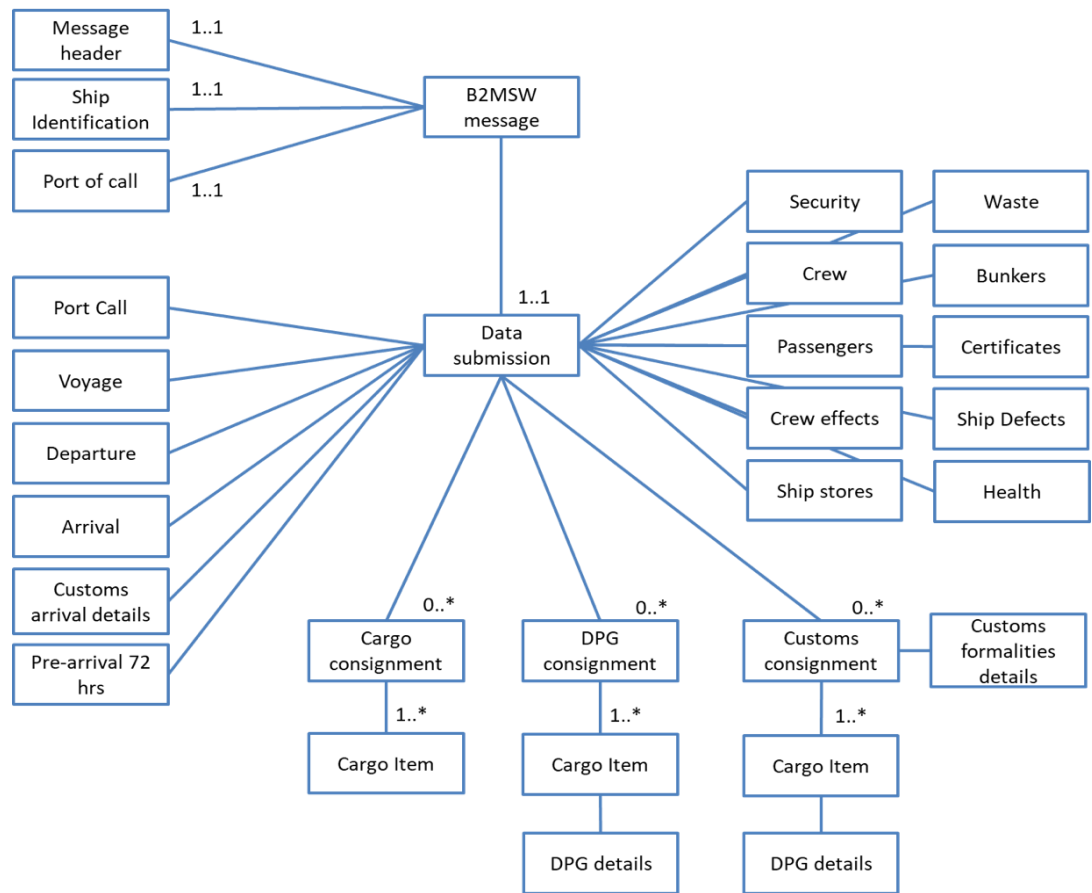 Message
header
1..1
Ship
Identification
1..1
Port of call
1..1
B2MSW
message
1..1
Data
submission
Port Call
Voyage
Departure
Arrival
Customs
arrival details
Pre-arrival 72
hrs
Security
Waste
Crew
Bunkers
Passengers
Certificates
Crew effects
Ship Defects
Ship stores
Health
0..*
Cargo
consignment
1..*
Cargo Item
0..*
DPG
consignment
1..*
Cargo Item
DPG details
0..*
Customs
consignment
Customs
formalities
details
1..*
Cargo Item
DPG details